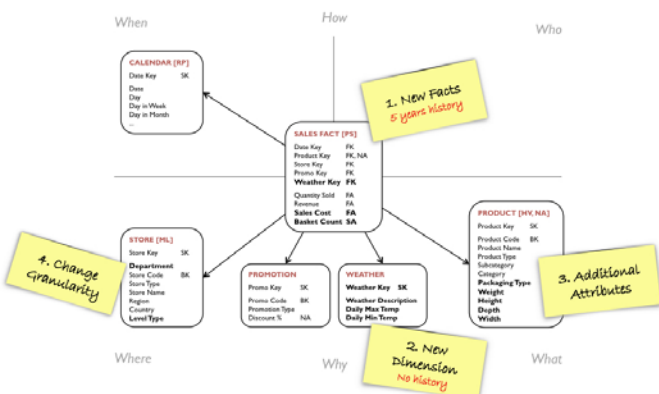 When
How
Who
CALENDAR [RP]
Date Key SK
Date
Day
Day in Week
Day in Month
...
1. New Facts
5 years history
SALES FACT [PS]
Date Key FK
Product Key FK, NA
Store Key FK
Promo Key FK
Weather Key FK
Quantity Sold FA
Revenue FA
Sales Cost FA
Basket Count SA
4. Change
Granularity
STORE [ML]
Store Key SK
Department
Store Code BK
Store Type
Store Name
Region
Country
Level Type
PROMOTION
Promo Key SK
Promo Code BK
Promotion Type
Discount % NA
WEATHER
Weather Key SK
Weather Description
Daily Max Temp
Daily Min Temp
PRODUCT [HV, NA]
Product Key SK
Product Code BK
Product Name
Product Type
Subcategory
Category
Packaging Type
Weight
Height
Depth
Width
3. Additional
Attributes
2. New
Dimension
No history
Where
Why
What